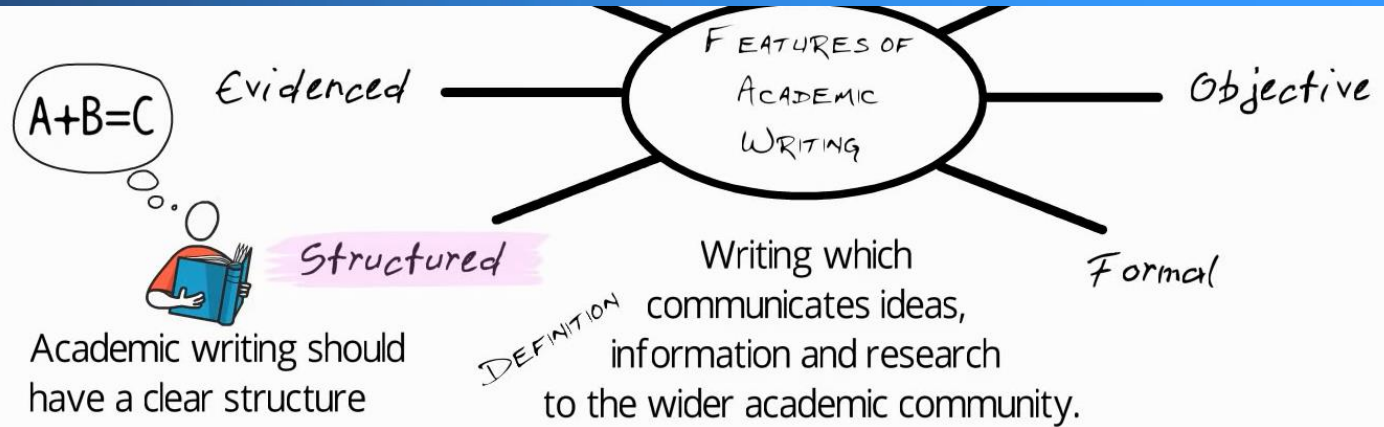 FEATURES OF
ACADEMIC
WRITING
Evidenced
Objective
A+B=C
Structured
Formal
Academic writing should
have a clear structure
DEFINITION
Writing which
communicates ideas,
information and research
to the wider academic community.